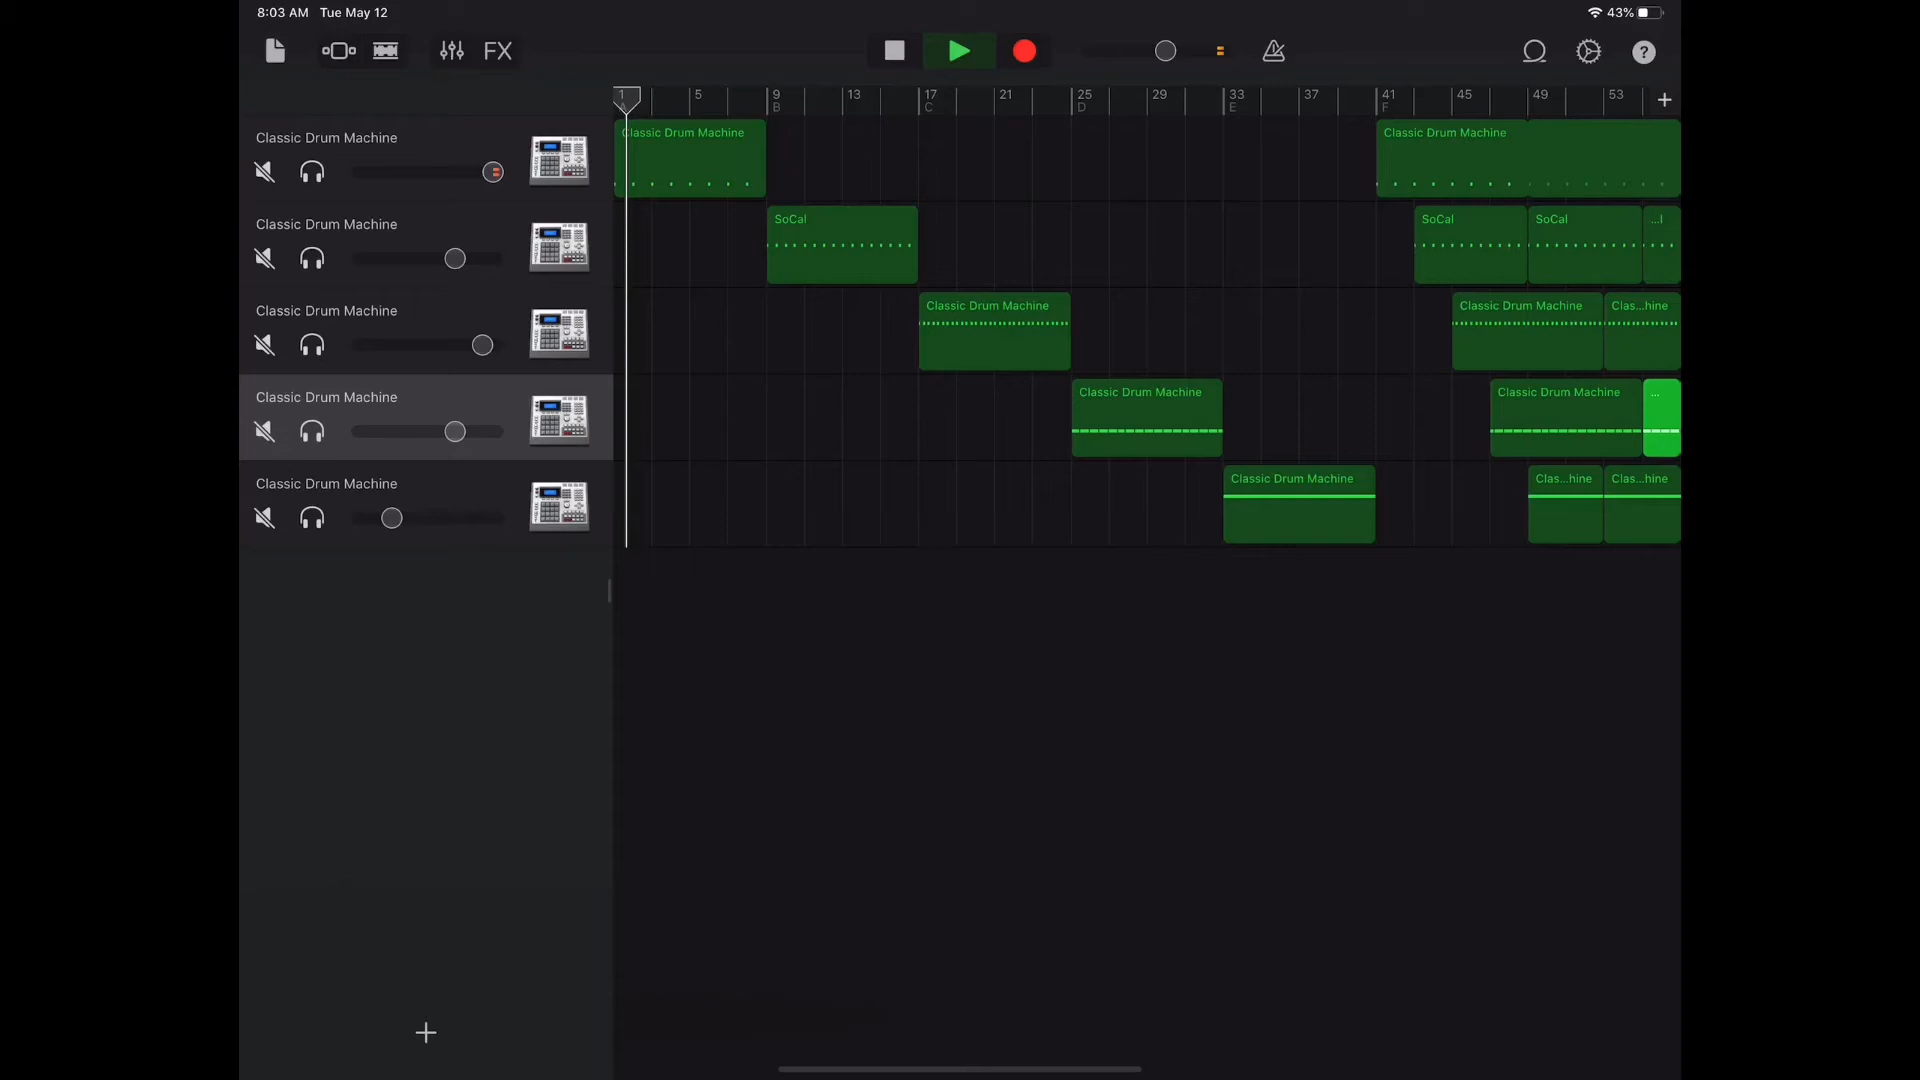 8:03 AM Tue May 12
43%
FX
?
1 5 9 13 17 21 25 29 33 37 41 45 49 53
A B C D E F
Classic Drum Machine
Classic Drum Machine
Classic Drum Machine
Classic Drum Machine
SoCal
SoCal
SoCal
...l
Classic Drum Machine
Classic Drum Machine
Classic Drum Machine
Clas...hine
Classic Drum Machine
Classic Drum Machine
Classic Drum Machine
...
Classic Drum Machine
Classic Drum Machine
Clas...hine
Clas...hine